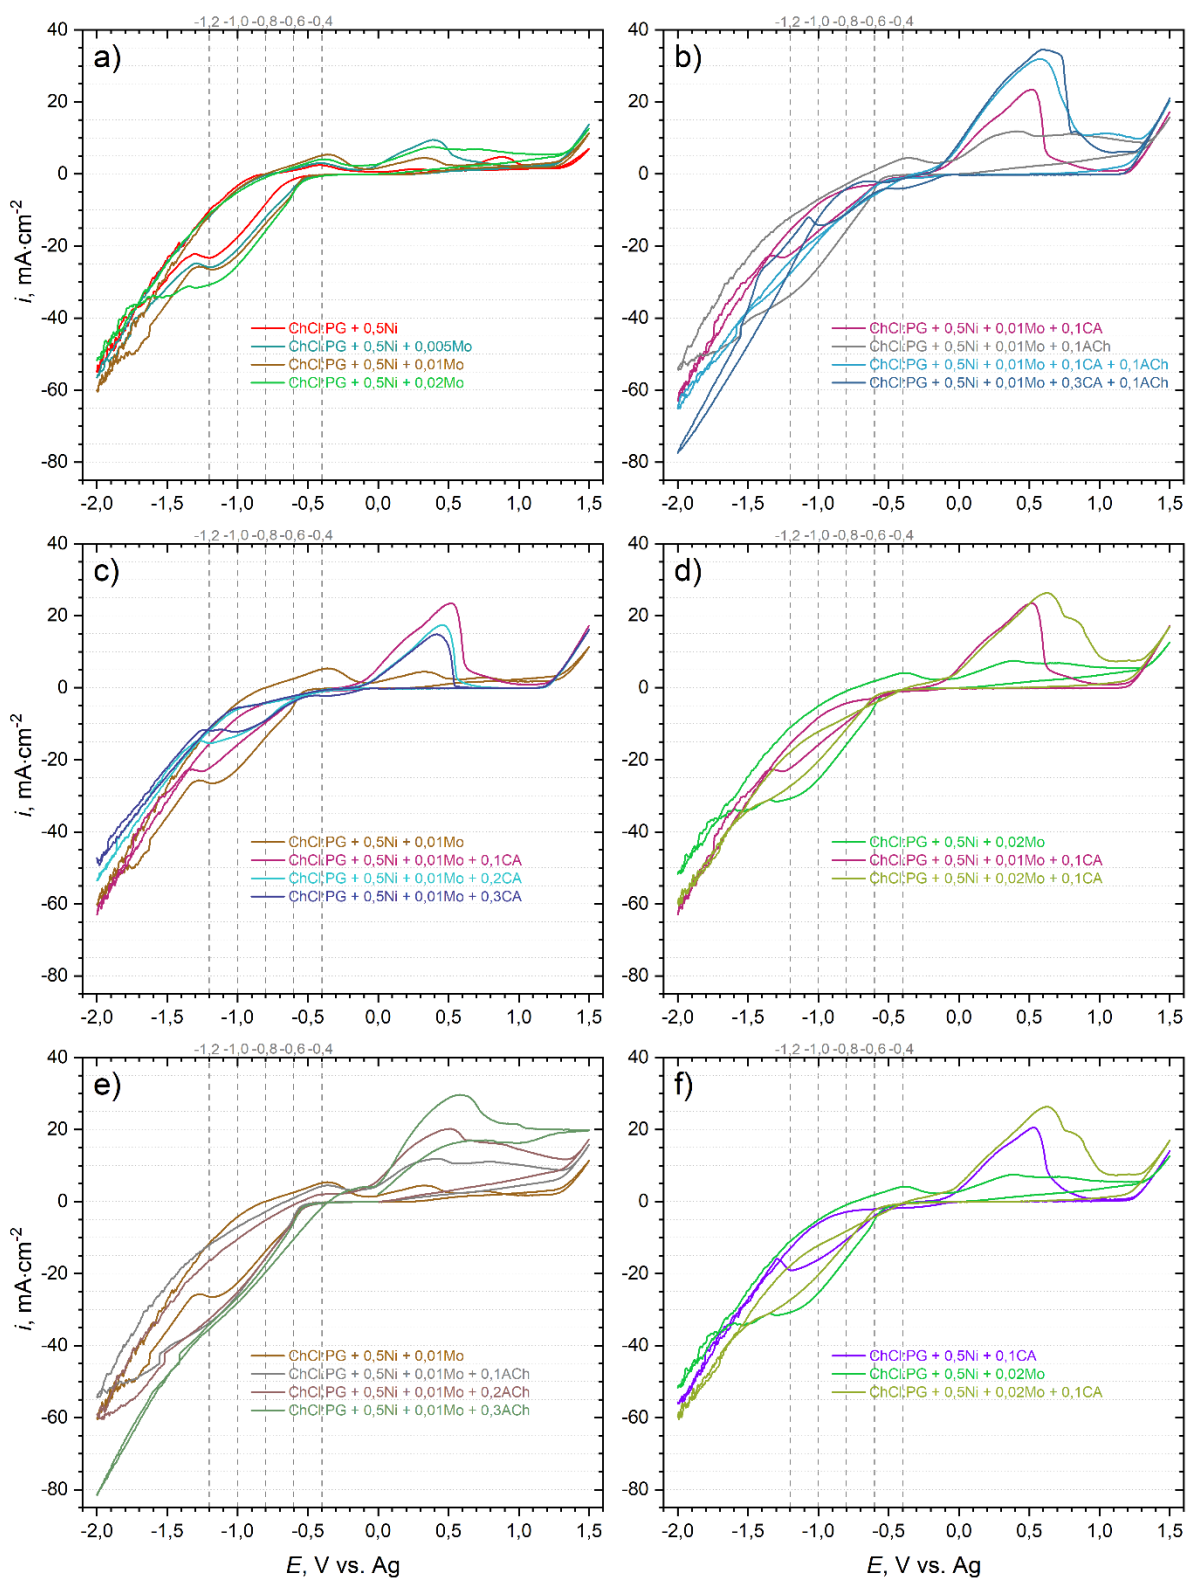 -1,2 -1,0 -0,8 -0,6 -0,4
-1,2 -1,0 -0,8 -0,6 -0,4
a)
b)
40
20
0
-20
-40
-60
-80
i, mA·cm-2
ChCl:PG + 0,5Ni
ChCl:PG + 0,5Ni + 0,005Mo
ChCl:PG + 0,5Ni + 0,01Mo
ChCl:PG + 0,5Ni + 0,02Mo
-2,0 -1,5 -1,0 -0,5 0,0 0,5 1,0 1,5
40
20
0
-20
-40
-60
-80
ChCl:PG + 0,5Ni + 0,01Mo + 0,1CA
ChCl:PG + 0,5Ni + 0,01Mo + 0,1ACh
ChCl:PG + 0,5Ni + 0,01Mo + 0,1CA + 0,1ACh
ChCl:PG + 0,5Ni + 0,01Mo + 0,3CA + 0,1ACh
-2,0 -1,5 -1,0 -0,5 0,0 0,5 1,0 1,5
-1,2 -1,0 -0,8 -0,6 -0,4
-1,2 -1,0 -0,8 -0,6 -0,4
c)
d)
40
20
0
-20
-40
-60
-80
i, mA·cm-2
ChCl:PG + 0,5Ni + 0,01Mo
ChCl:PG + 0,5Ni + 0,01Mo + 0,1CA
ChCl:PG + 0,5Ni + 0,01Mo + 0,2CA
ChCl:PG + 0,5Ni + 0,01Mo + 0,3CA
-2,0 -1,5 -1,0 -0,5 0,0 0,5 1,0 1,5
40
20
0
-20
-40
-60
-80
ChCl:PG + 0,5Ni + 0,02Mo
ChCl:PG + 0,5Ni + 0,01Mo + 0,1CA
ChCl:PG + 0,5Ni + 0,02Mo + 0,1CA
-2,0 -1,5 -1,0 -0,5 0,0 0,5 1,0 1,5
-1,2 -1,0 -0,8 -0,6 -0,4
-1,2 -1,0 -0,8 -0,6 -0,4
e)
f)
40
20
0
-20
-40
-60
-80
i, mA·cm-2
ChCl:PG + 0,5Ni + 0,01Mo
ChCl:PG + 0,5Ni + 0,01Mo + 0,1ACh
ChCl:PG + 0,5Ni + 0,01Mo + 0,2ACh
ChCl:PG + 0,5Ni + 0,01Mo + 0,3ACh
-2,0 -1,5 -1,0 -0,5 0,0 0,5 1,0 1,5
E, V vs. Ag
40
20
0
-20
-40
-60
-80
ChCl:PG + 0,5Ni + 0,1CA
ChCl:PG + 0,5Ni + 0,02Mo
ChCl:PG + 0,5Ni + 0,02Mo + 0,1CA
-2,0 -1,5 -1,0 -0,5 0,0 0,5 1,0 1,5
E, V vs. Ag